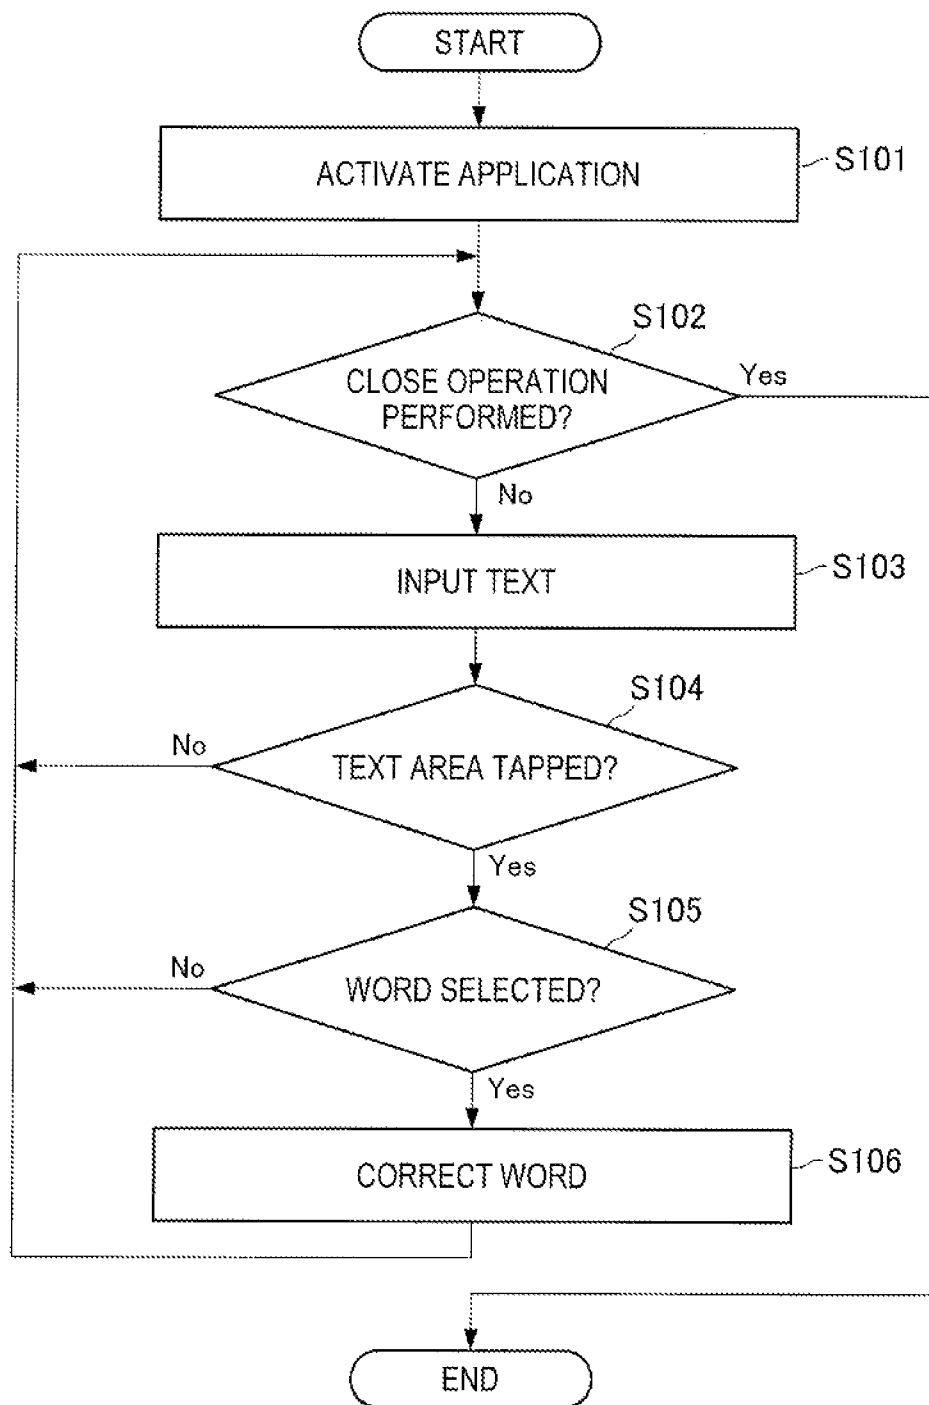 START
ACTIVATE APPLICATION
S101
S102
CLOSE OPERATION
PERFORMED?
Yes
No
INPUT TEXT
S103
S104
No
TEXT AREA TAPPED?
Yes
S105
No
WORD SELECTED?
Yes
CORRECT WORD
S106
END